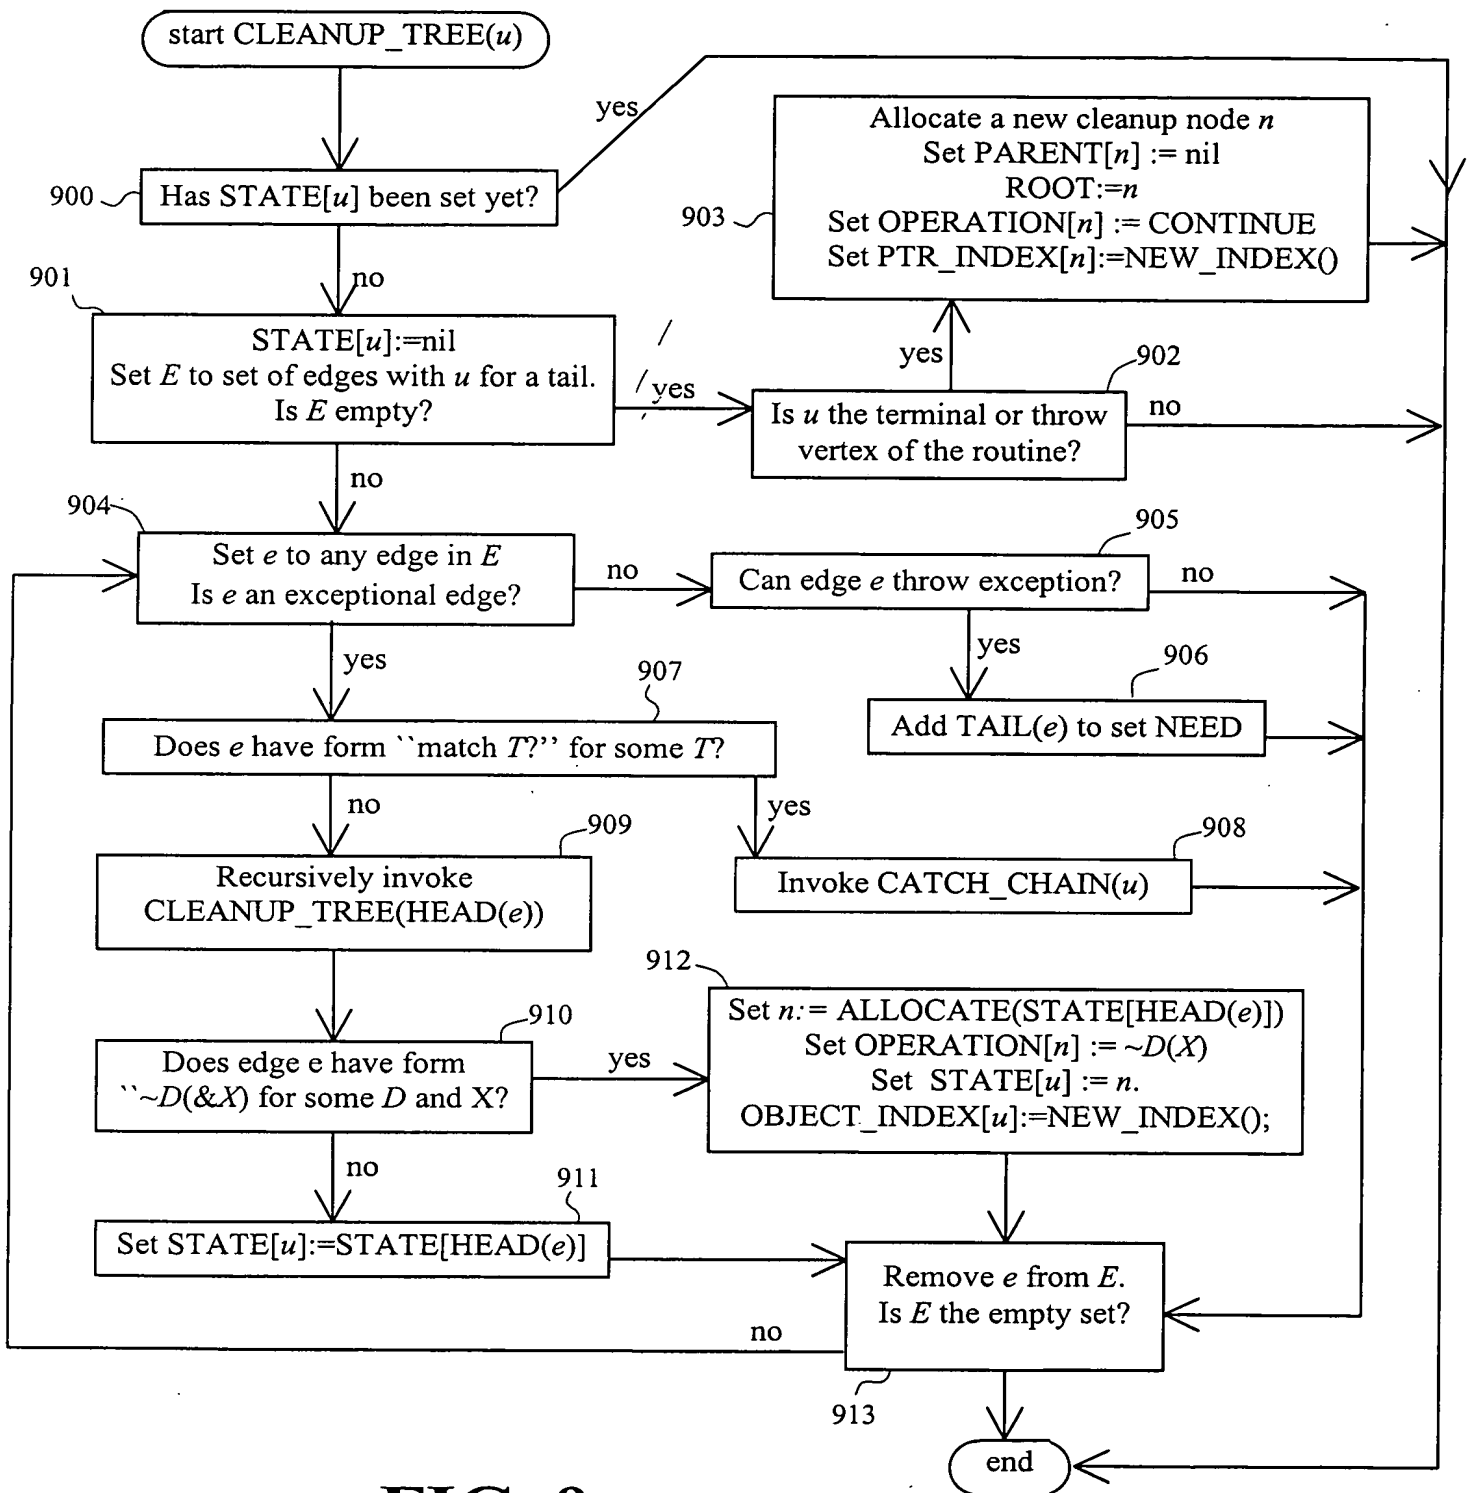 start CLEANUP_TREE(u)
yes
900
Has STATE[u] been set yet?
no
903
Allocate a new cleanup node n
Set PARENT[n] := nil
ROOT:=n
Set OPERATION[n] := CONTINUE
Set PTR_INDEX[n]:=NEW_INDEX()
901
STATE[u]:=nil
Set E to set of edges with u for a tail.
Is E empty?
yes
yes
902
Is u the terminal or throw
vertex of the routine?
no
no
904
Set e to any edge in E
Is e an exceptional edge?
no
905
Can edge e throw exception?
no
yes
906
Add TAIL(e) to set NEED
yes
907
Does e have form ``match T?’’ for some T?
no
yes
908
Invoke CATCH_CHAIN(u)
909
Recursively invoke
CLEANUP_TREE(HEAD(e))
910
Does edge e have form
``~D(&X) for some D and X?
yes
912
Set n:= ALLOCATE(STATE[HEAD(e)])
Set OPERATION[n] := ~D(X)
Set STATE[u] := n.
OBJECT_INDEX[u]:=NEW_INDEX();
no
911
Set STATE[u]:=STATE[HEAD(e)]
Remove e from E.
Is E the empty set?
no
913
end